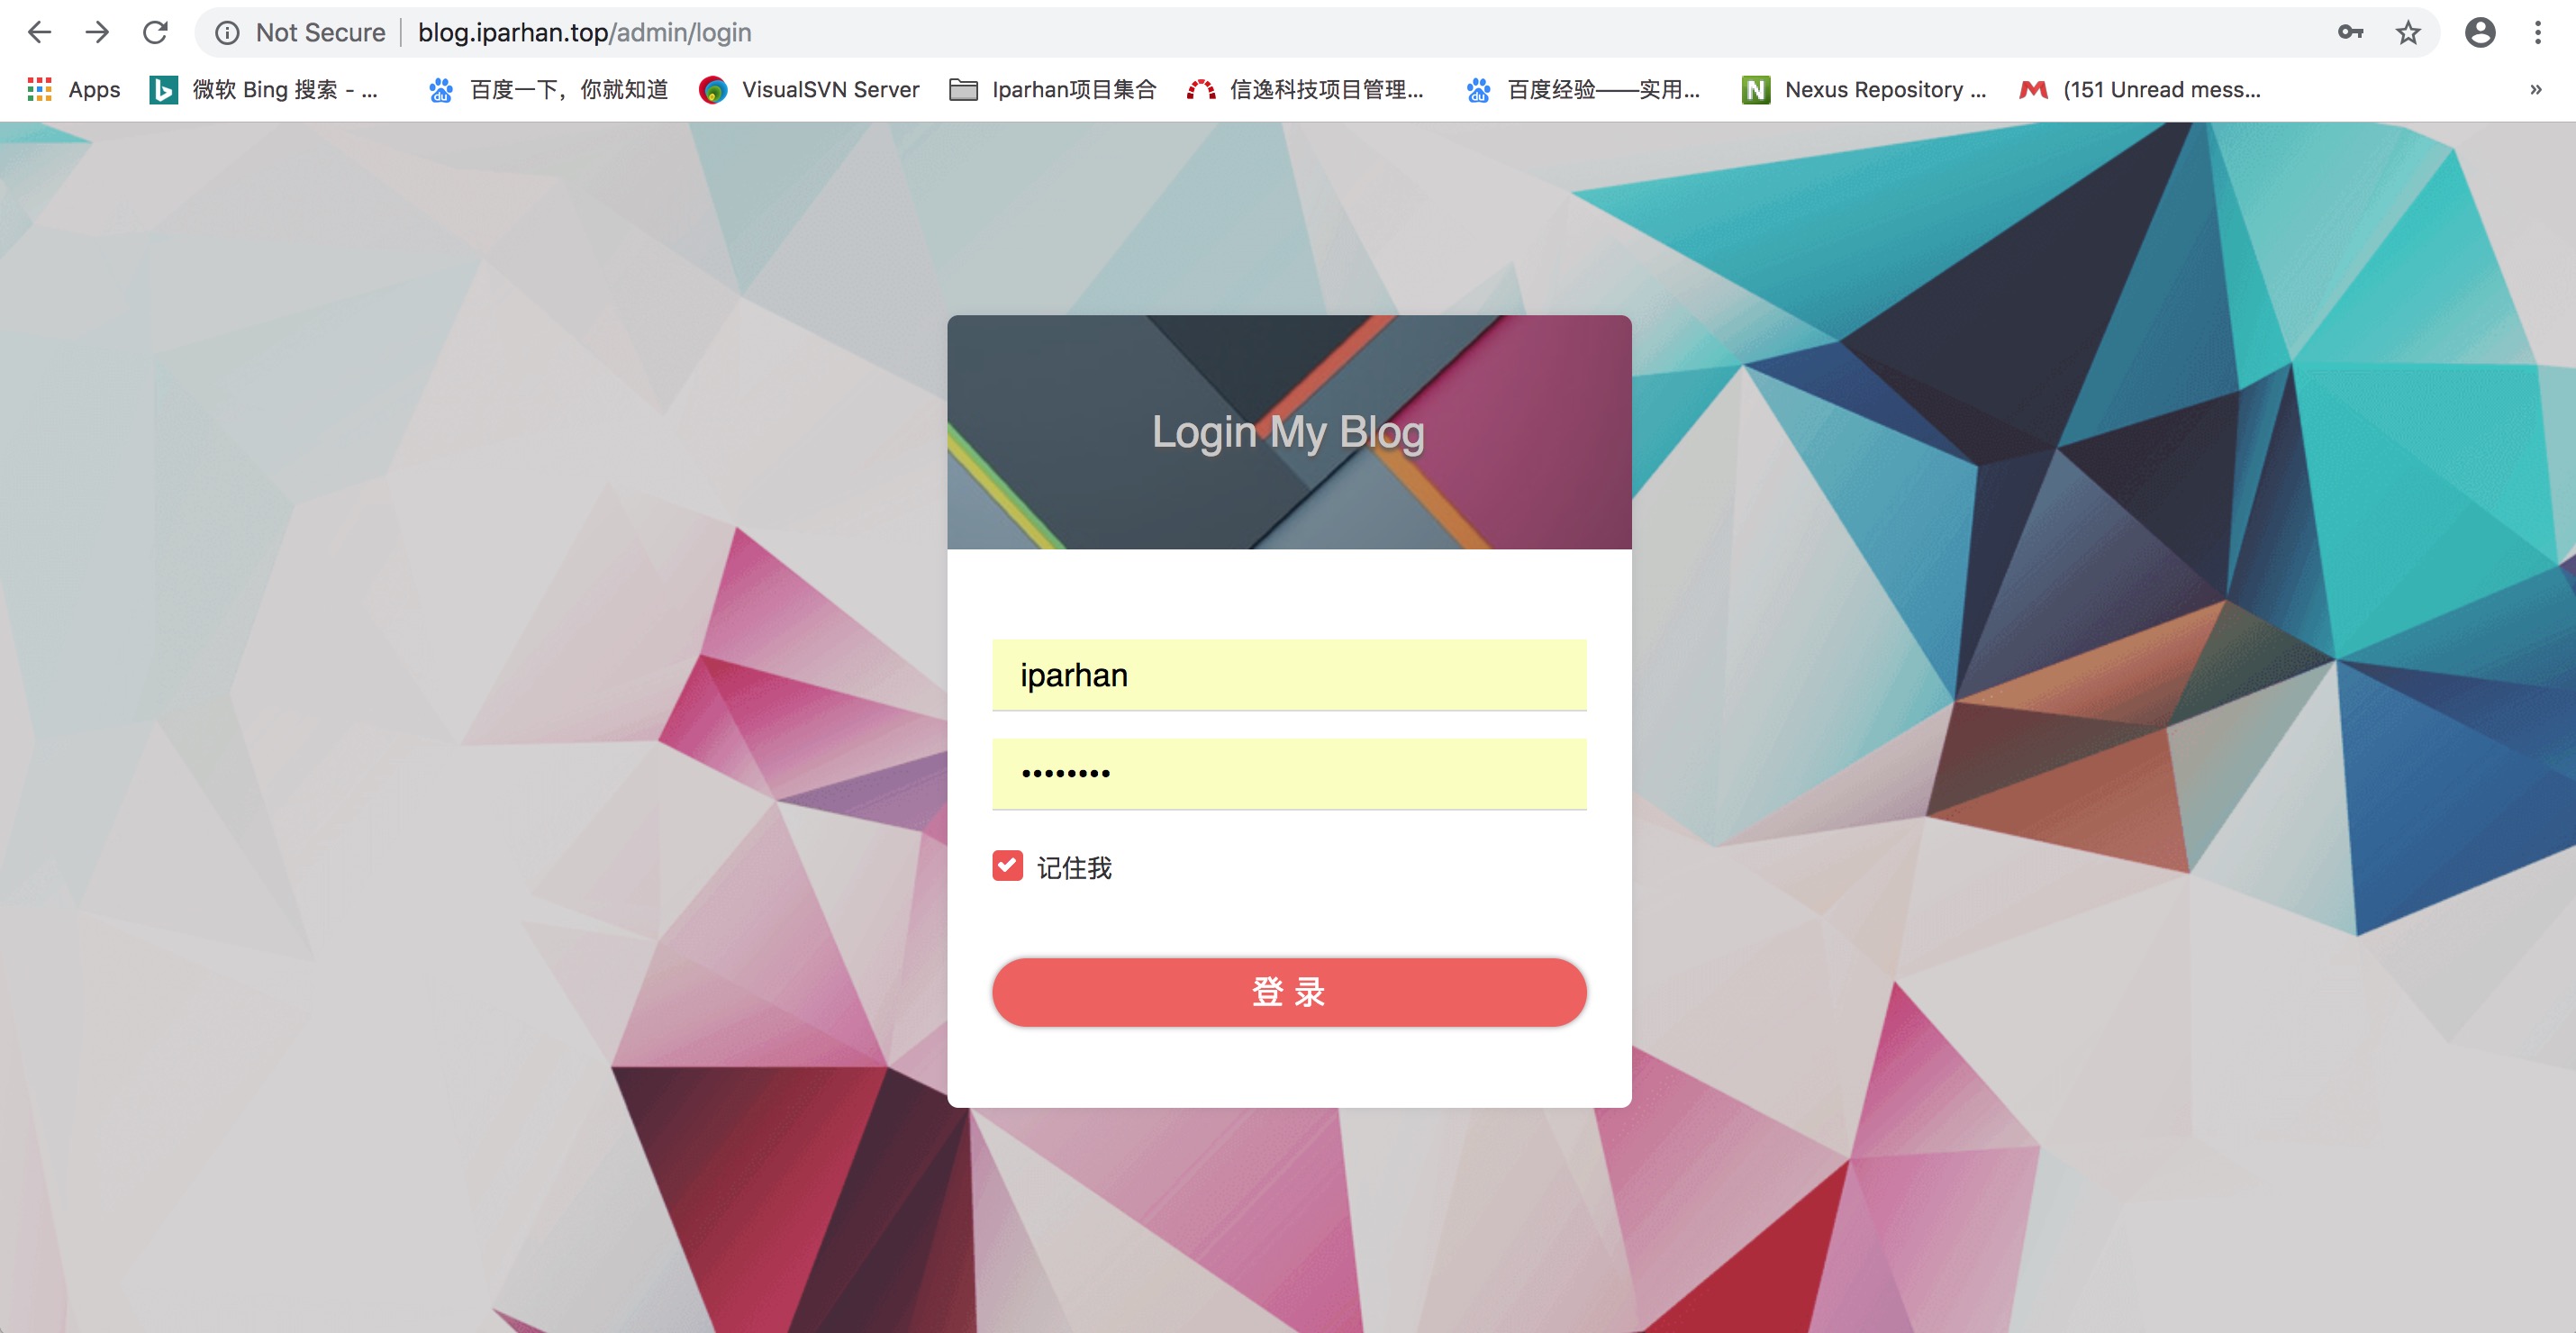 Not Secure blog.iparhan.top/admin/login
Apps 微软 Bing 搜索 - ... 百度一下，你就知道 VisualSVN Server Iparhan项目集合 信逸科技项目管理... 百度经验——实用... Nexus Repository ... (151 Unread mess... »
Login My Blog
iparhan
••••••••
记住我
登 录